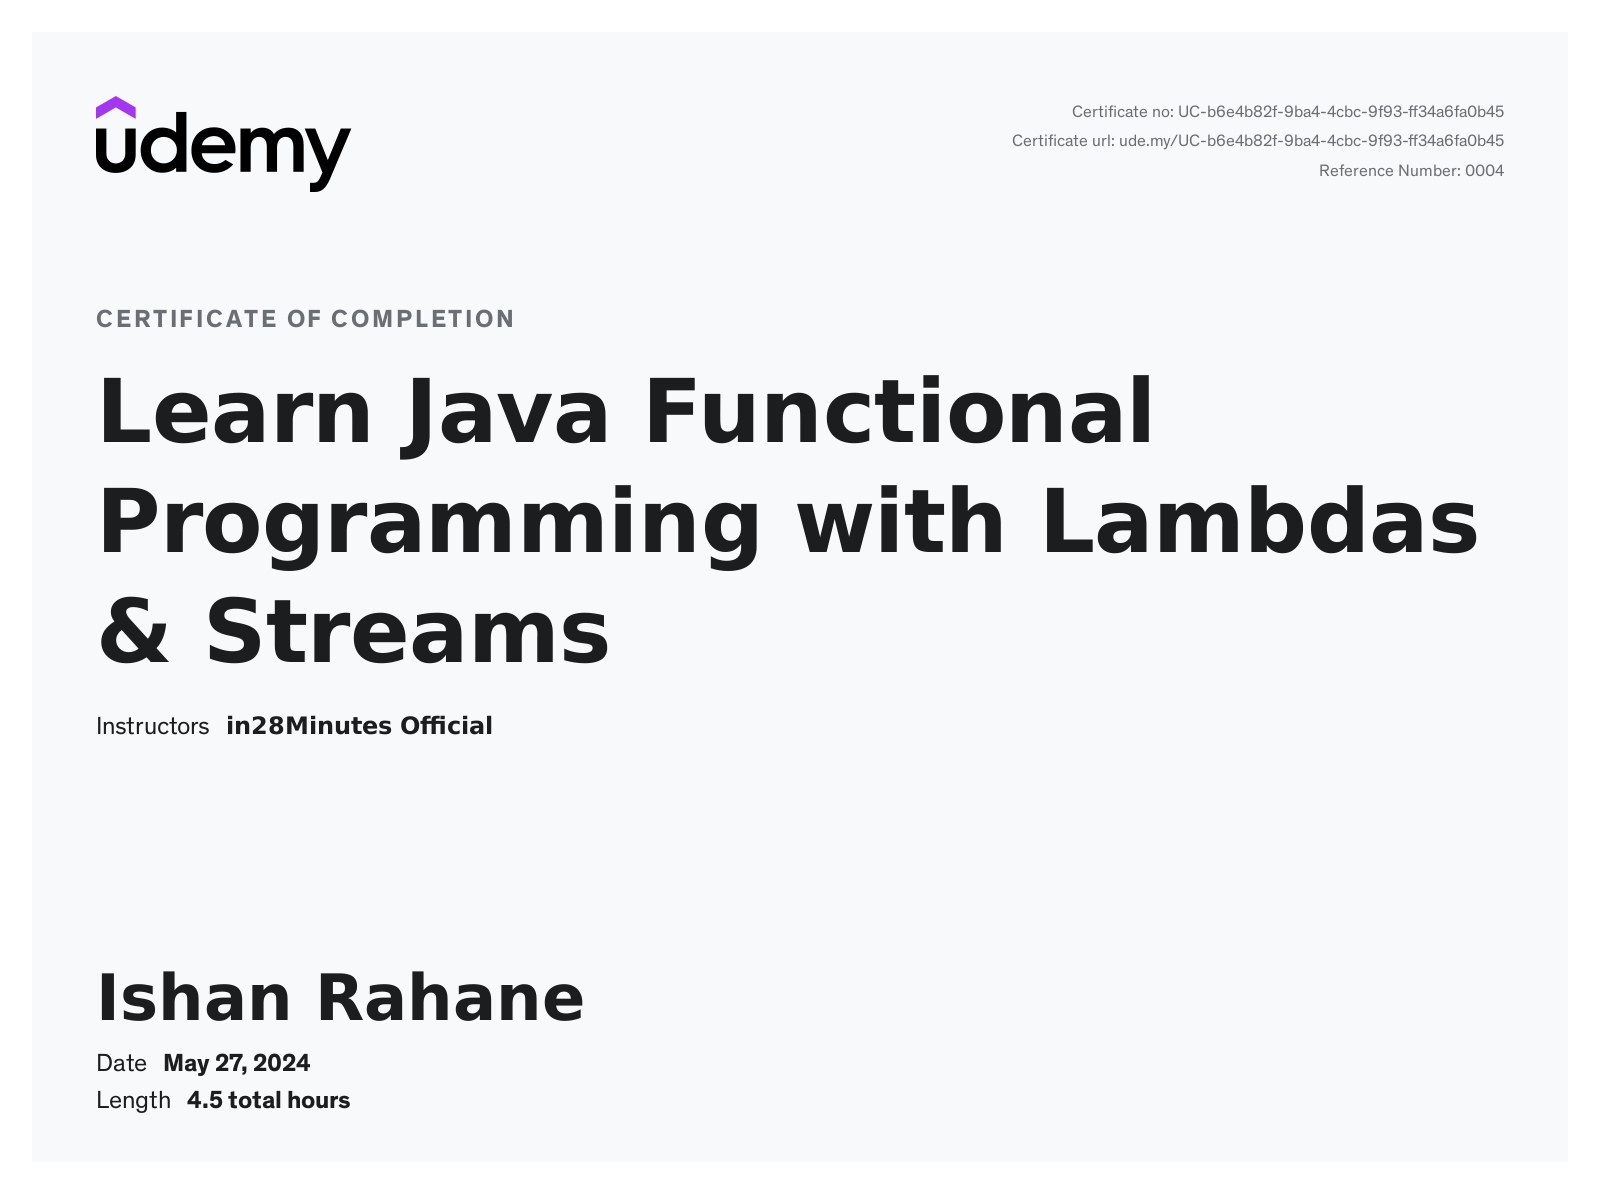 udemy
Certificate no: UC-b6e4b82f-9ba4-4cbc-9f93-ff34a6fa0b45
Certificate url: ude.my/UC-b6e4b82f-9ba4-4cbc-9f93-ff34a6fa0b45
Reference Number: 0004
CERTIFICATE OF COMPLETION
Learn Java Functional
Programming with Lambdas
& Streams
Instructors in28Minutes Official
Ishan Rahane
Date May 27, 2024
Length 4.5 total hours